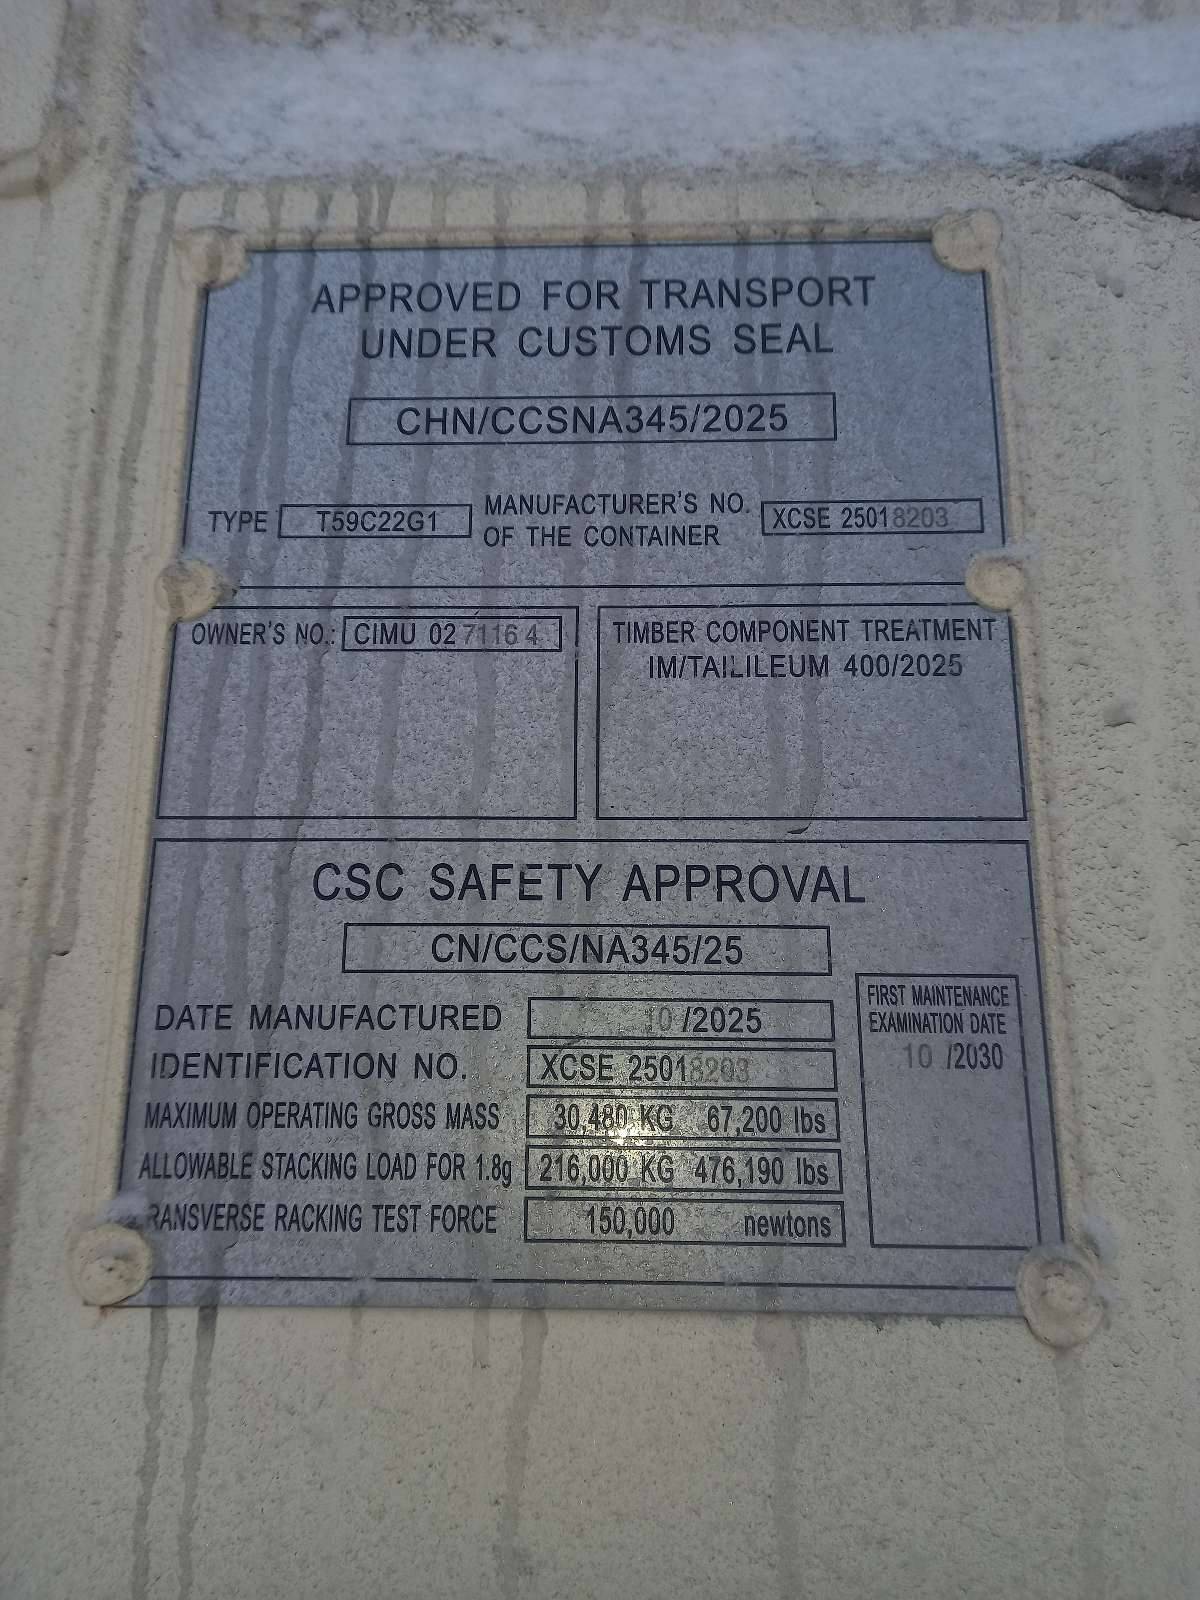 APPROVED FOR TRANSPORT
UNDER CUSTOMS SEAL
CHN/CCSNA345/2025
TYPE T59C22G1 MANUFACTURER'S NO. OF THE CONTAINER XCSE 25018203
OWNER'S NO.: CIMU 02 7116 4
TIMBER COMPONENT TREATMENT
IM/TAILILEUM 400/2025
CSC SAFETY APPROVAL
CN/CCS/NA345/25
DATE MANUFACTURED 10 /2025
IDENTIFICATION NO. XCSE 25018203
MAXIMUM OPERATING GROSS MASS 30,480 KG 67,200 lbs
ALLOWABLE STACKING LOAD FOR 1.8g 216,000 KG 476,190 lbs
RANSVERSE RACKING TEST FORCE 150,000 newtons
FIRST MAINTENANCE
EXAMINATION DATE
10 /2030